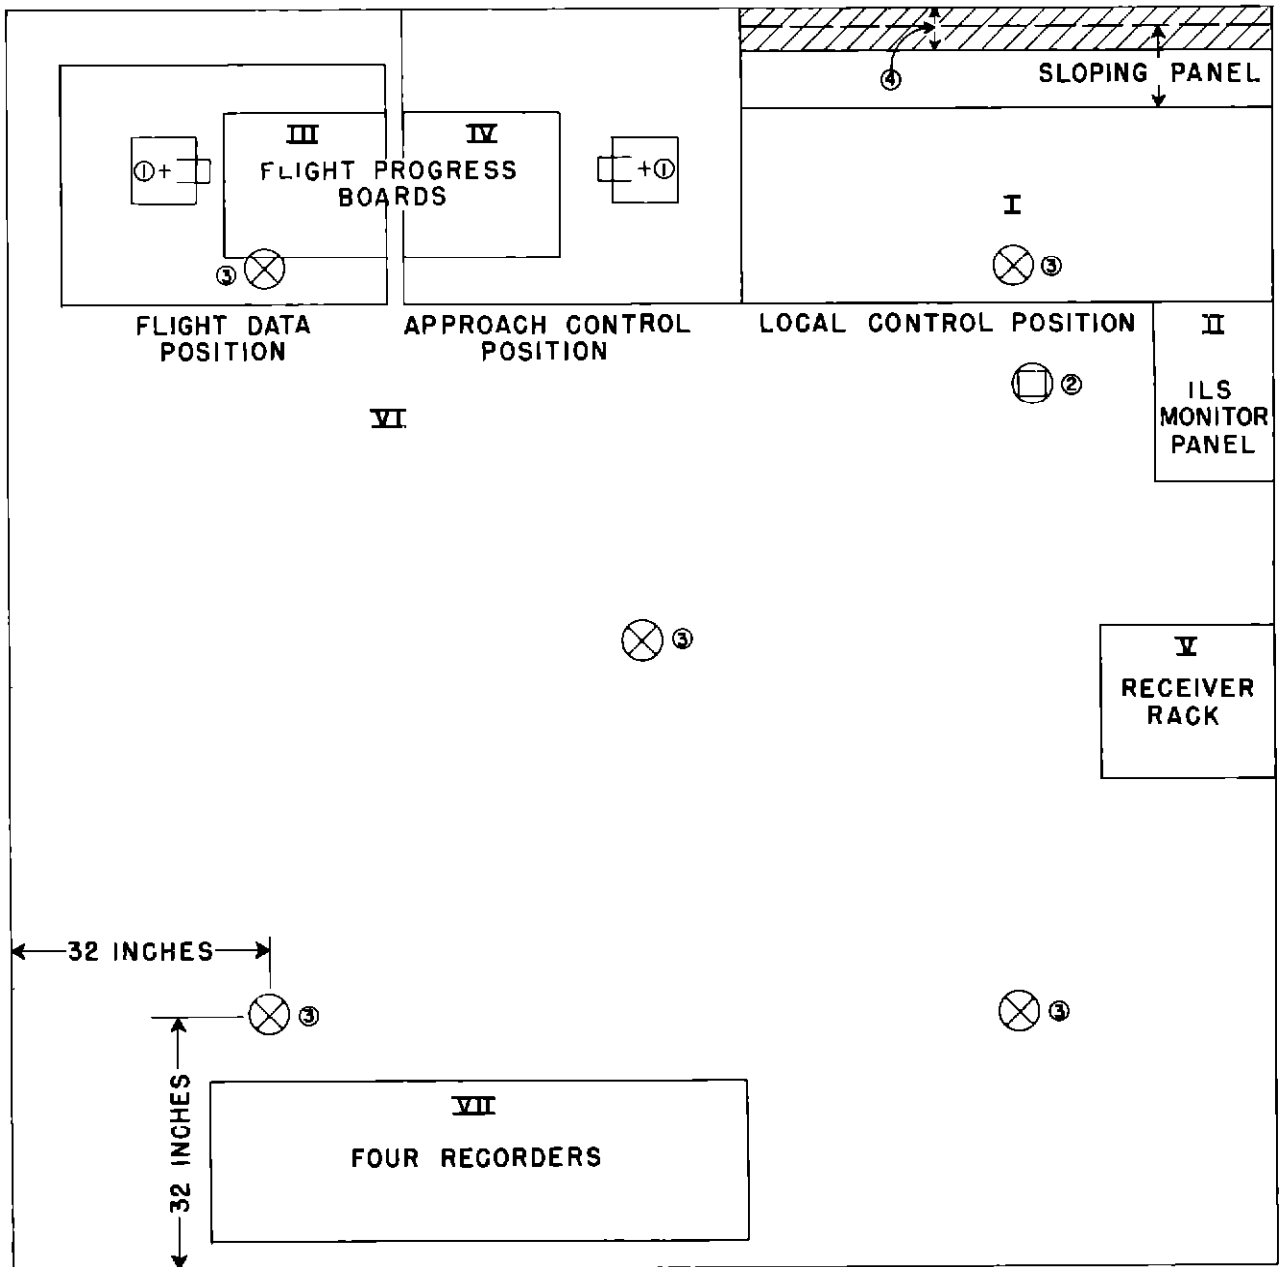 ④
SLOPING PANEL
III
IV
FLIGHT PROGRESS
BOARDS
①+
+①
I
③
③
FLIGHT DATA
POSITION
APPROACH CONTROL
POSITION
LOCAL CONTROL POSITION
II
ILS
MONITOR
PANEL
②
VI
③
V
RECEIVER
RACK
32 INCHES
③
③
32 INCHES
VII
FOUR RECORDERS